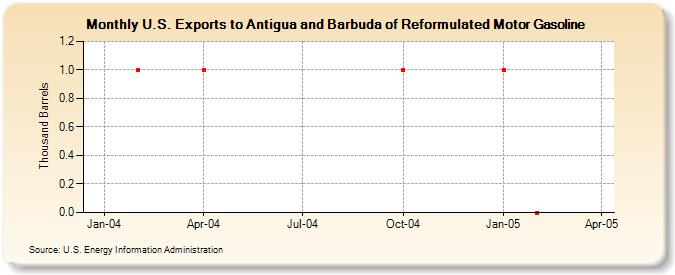 Monthly U.S. Exports to Antigua and Barbuda of Reformulated Motor Gasoline
Thousand Barrels
1.2
1.0
0.8
0.6
0.4
0.2
0.0
Jan-04 Apr-04 Jul-04 Oct-04 Jan-05 Apr-05
Source: U.S. Energy Information Administration